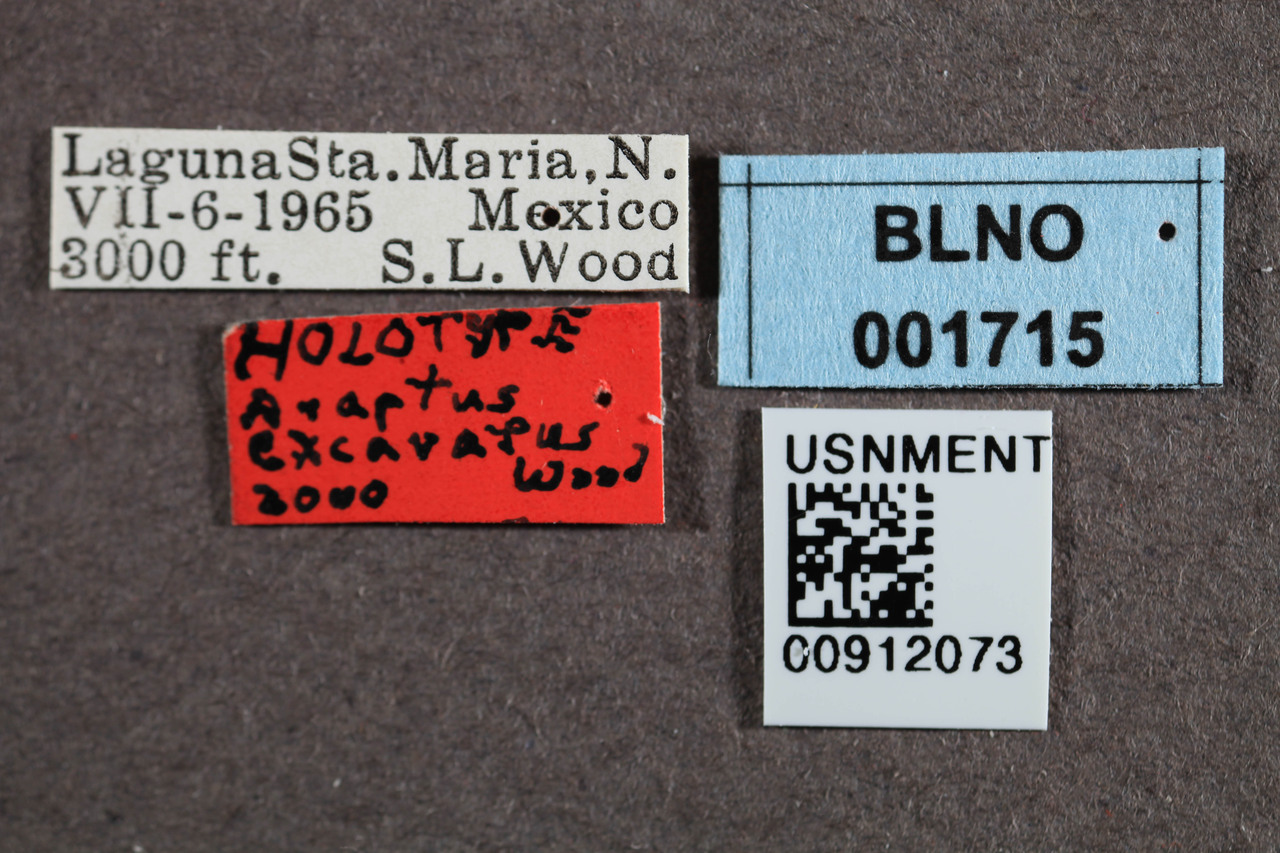 LagunaSta.Maria,N.
VII-6-1965 Mexico
3000 ft. S.L.Wood
HOLOTYPE
Araptus
excavatus
Wood
2000
BLNO
001715
USNMENT
00912073